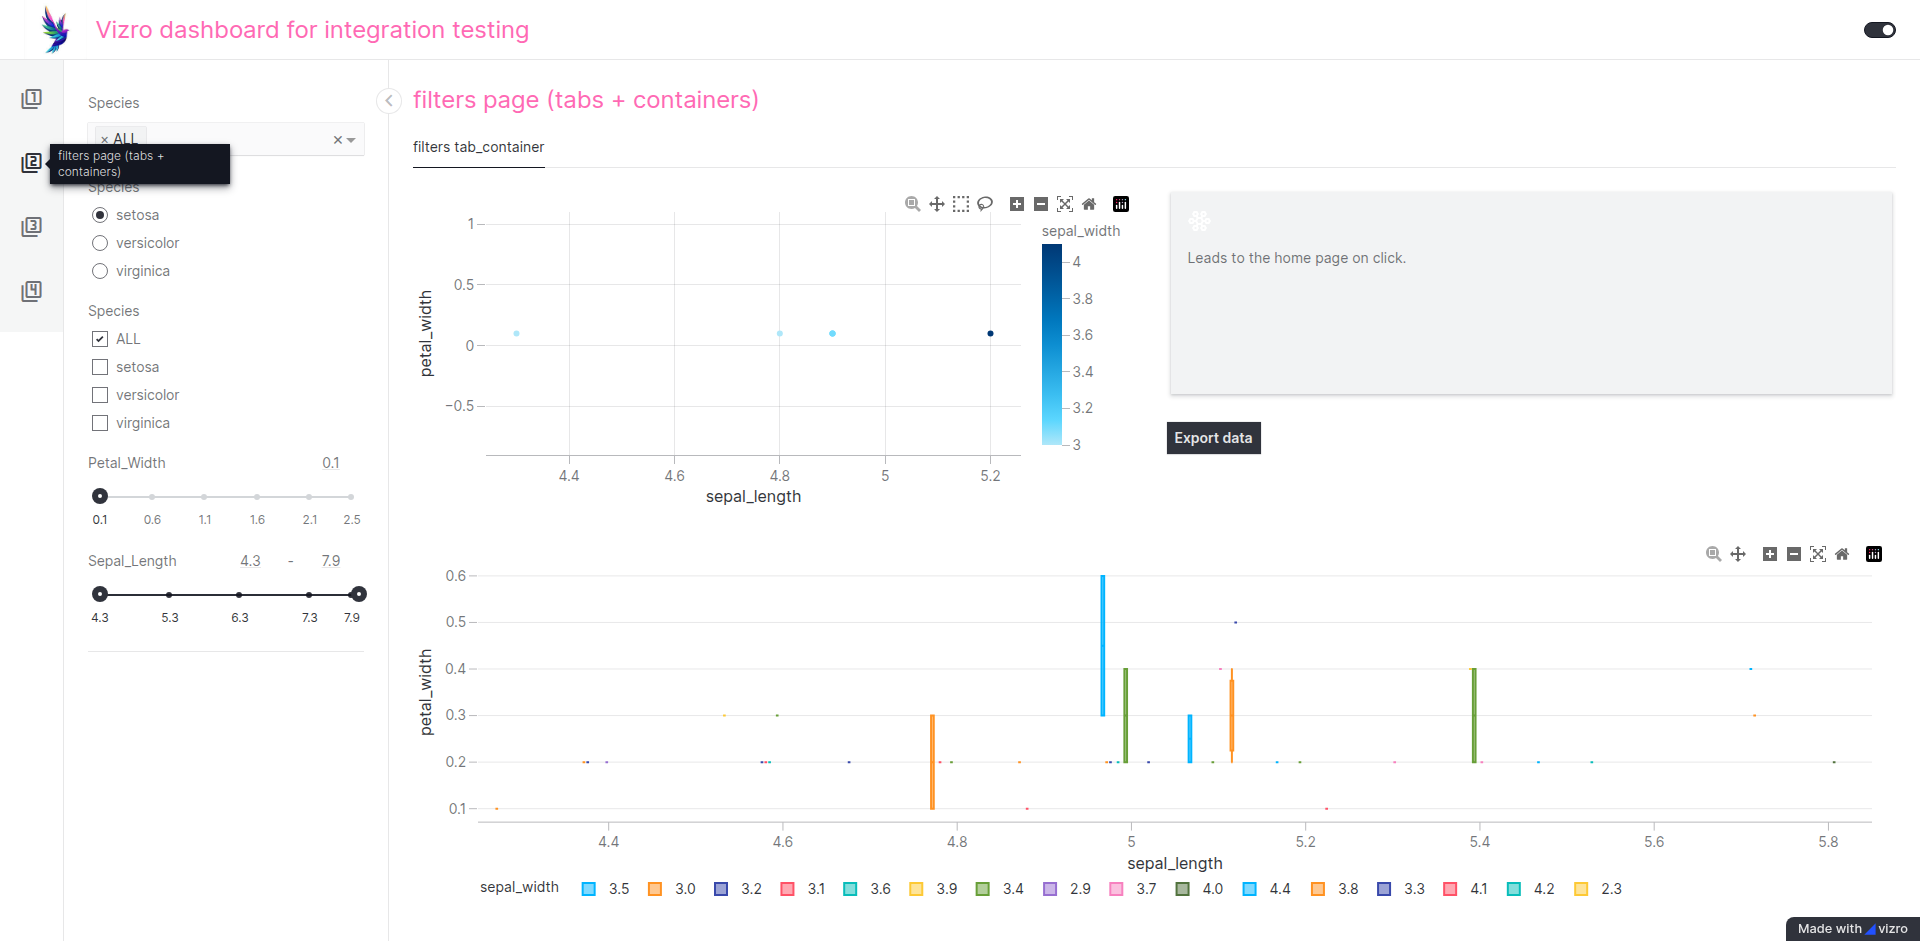 Vizro dashboard for integration testing
Species
× ALL
filters page (tabs +
containers)
Species
setosa
versicolor
virginica
Species
ALL
setosa
versicolor
virginica
Petal_Width 0.1
0.1 0.6 1.1 1.6 2.1 2.5
Sepal_Length 4.3 - 7.9
4.3 5.3 6.3 7.3 7.9
filters page (tabs + containers)
filters tab_container
sepal_width
1
0.5
0
−0.5
petal_width
4.4 4.6 4.8 5 5.2
sepal_length
4
3.8
3.6
3.4
3.2
3
Leads to the home page on click.
Export data
0.6
0.5
0.4
0.3
0.2
0.1
petal_width
4.4 4.6 4.8 5 5.2 5.4 5.6 5.8
sepal_length
sepal_width 3.5 3.0 3.2 3.1 3.6 3.9 3.4 2.9 3.7 4.0 4.4 3.8 3.3 4.1 4.2 2.3
Made with vizro
1
2
3
4